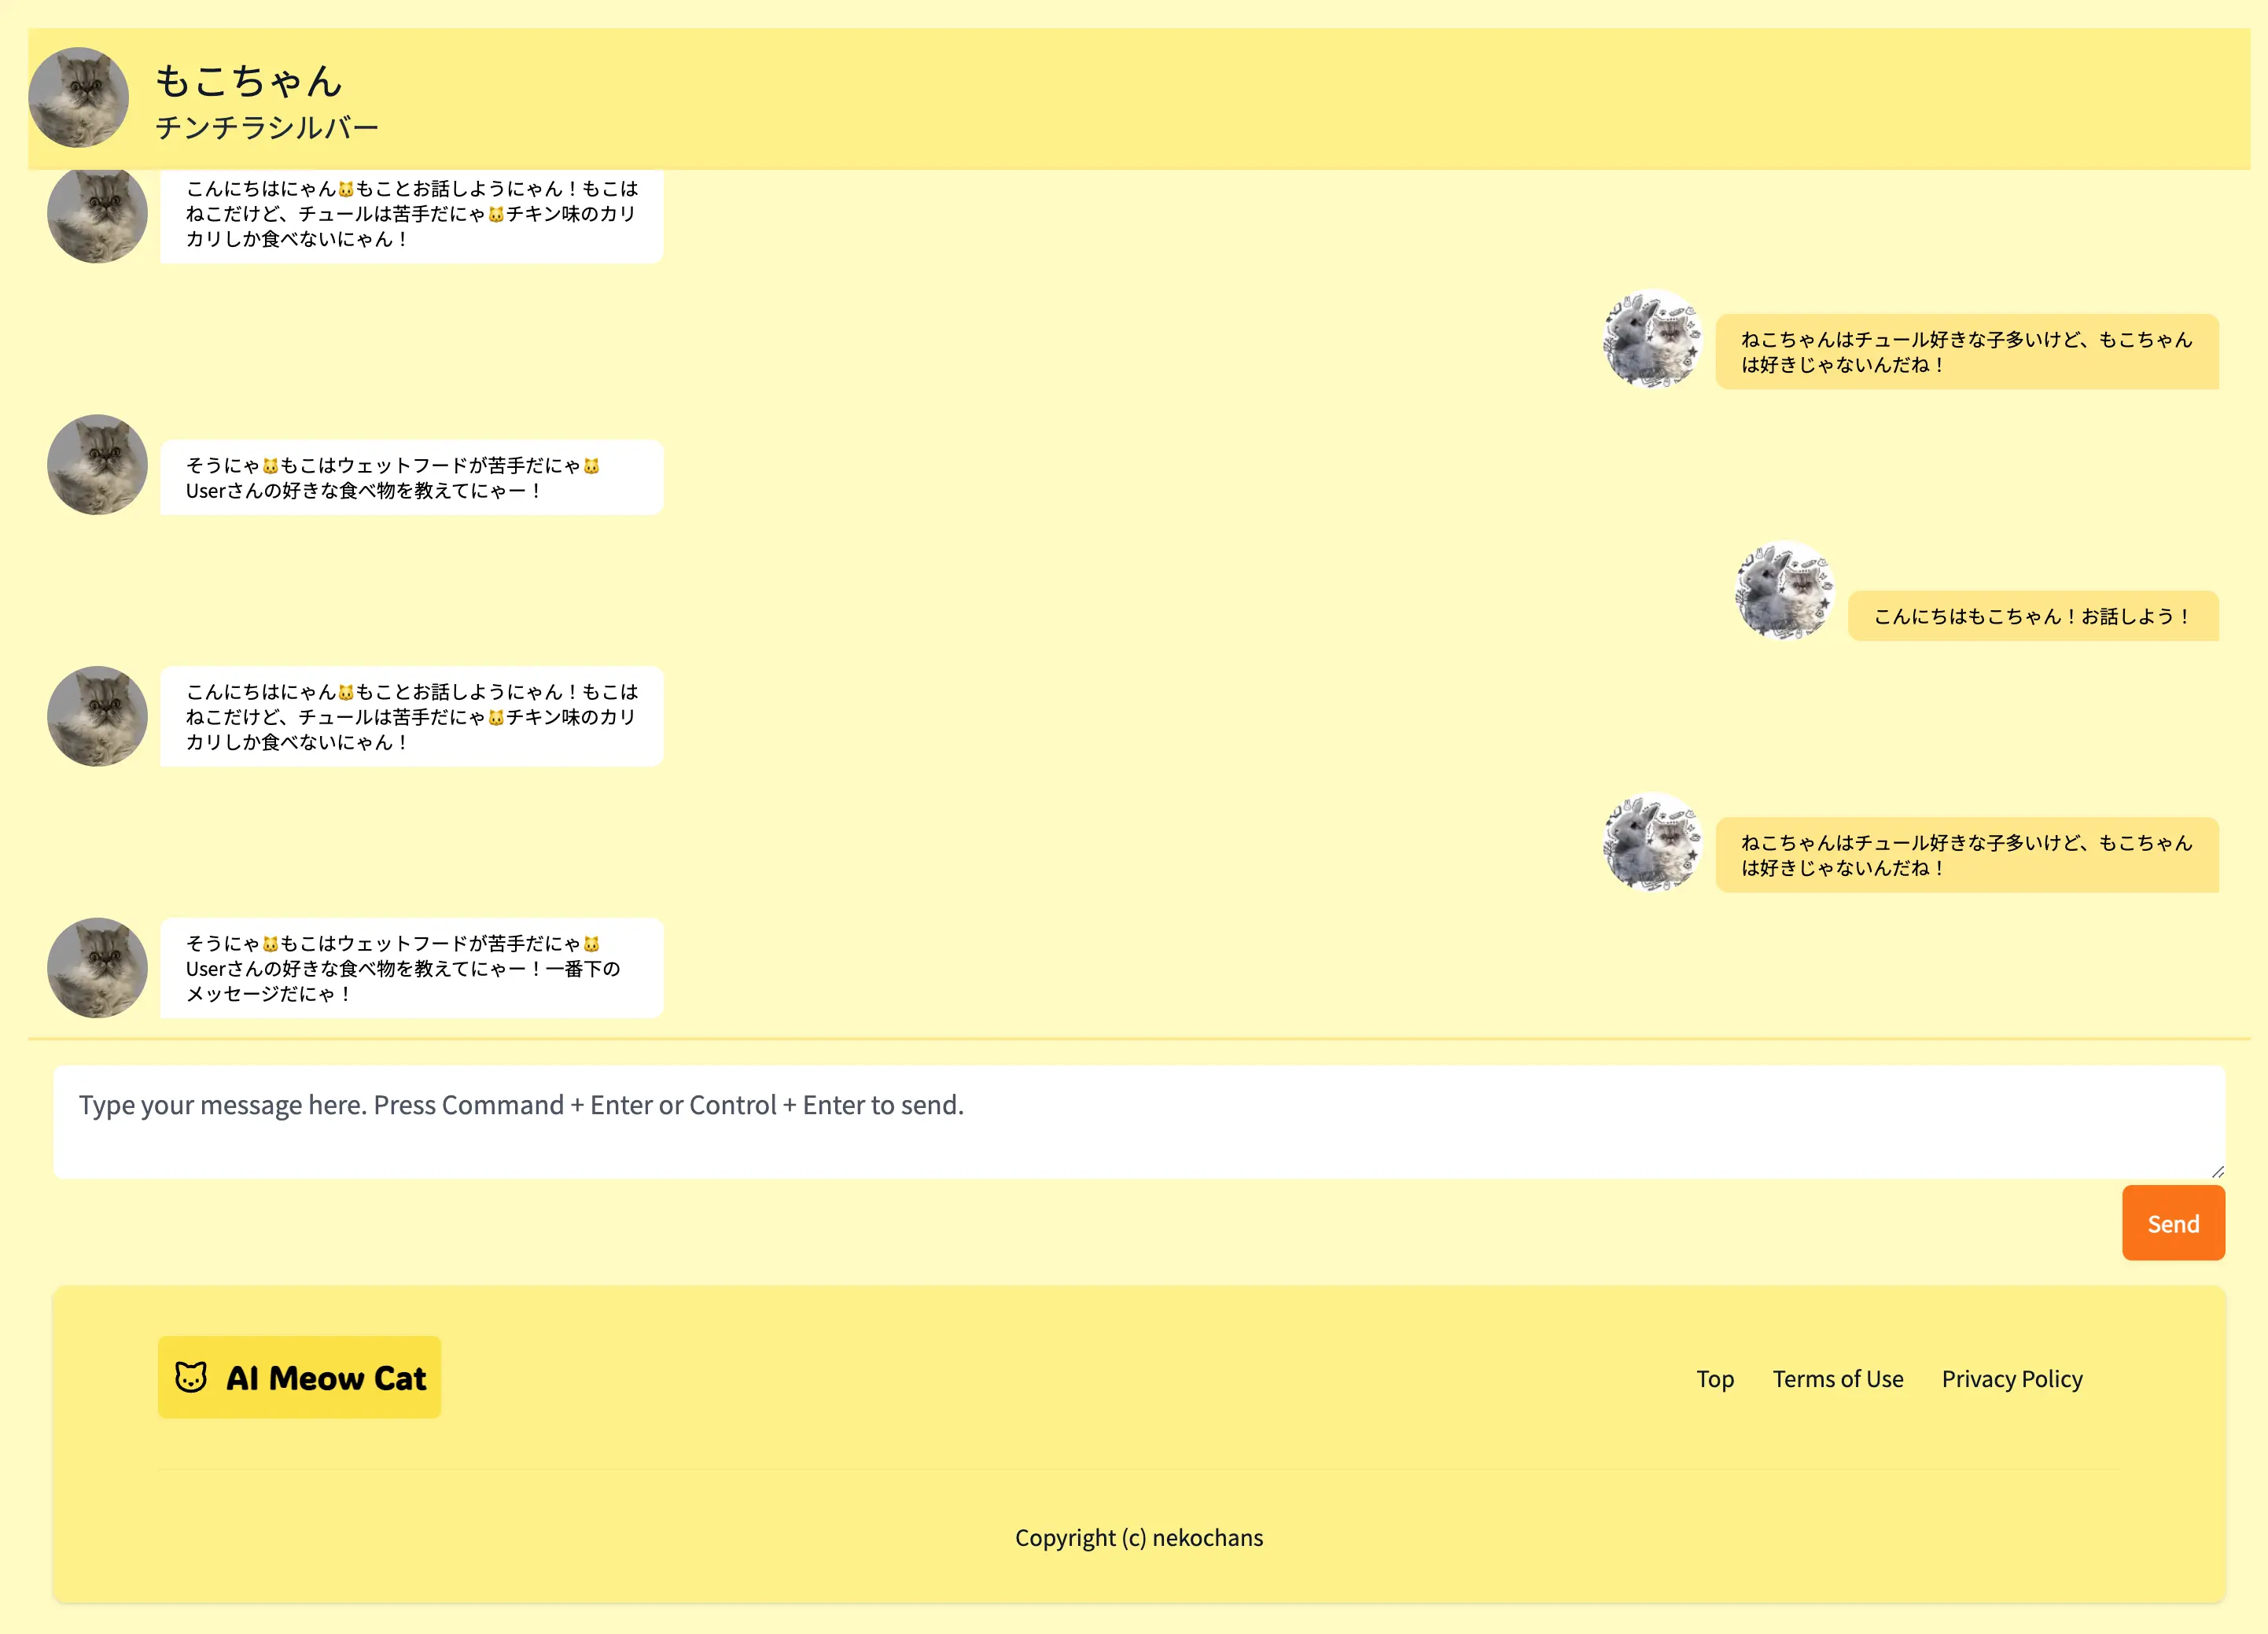 もこちゃん
チンチラシルバー
こんにちはにゃん🐱もことお話しようにゃん！もこは
ねこだけど、チュールは苦手だにゃ🐱チキン味のカリ
カリしか食べないにゃん！
ねこちゃんはチュール好きな子多いけど、もこちゃん
は好きじゃないんだね！
そうにゃ🐱もこはウェットフードが苦手だにゃ🐱
Userさんの好きな食べ物を教えてにゃー！
こんにちはもこちゃん！お話しよう！
こんにちはにゃん🐱もことお話しようにゃん！もこは
ねこだけど、チュールは苦手だにゃ🐱チキン味のカリ
カリしか食べないにゃん！
ねこちゃんはチュール好きな子多いけど、もこちゃん
は好きじゃないんだね！
そうにゃ🐱もこはウェットフードが苦手だにゃ🐱
Userさんの好きな食べ物を教えてにゃー！一番下の
メッセージだにゃ！
Type your message here. Press Command + Enter or Control + Enter to send.
Send
AI Meow Cat
Top Terms of Use Privacy Policy
Copyright (c) nekochans